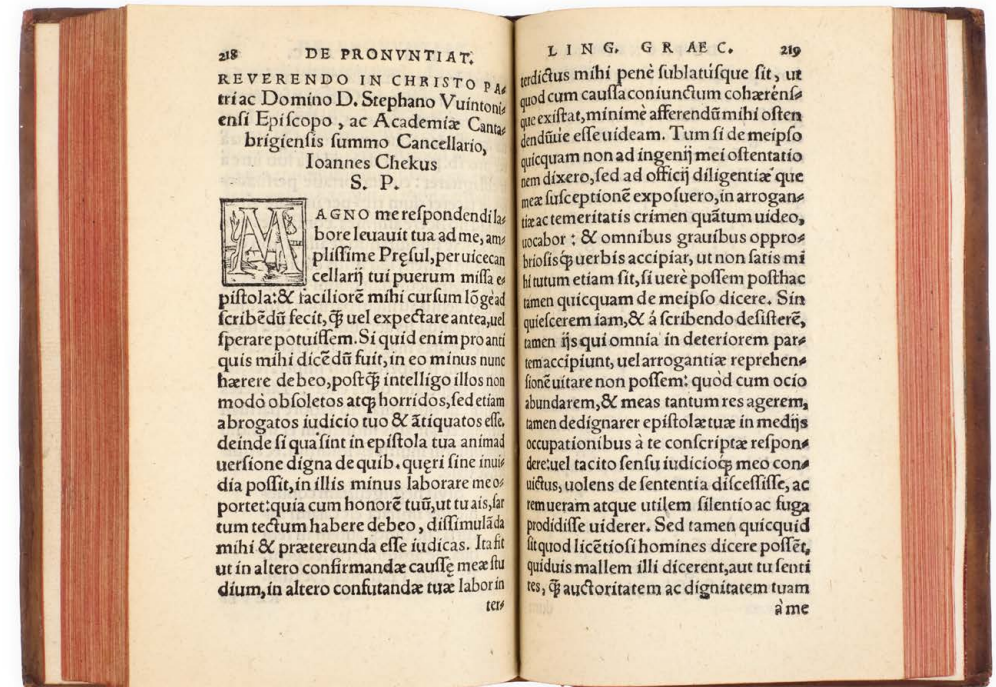 218 DE PRONVNTIAT.
REVERENDO IN CHRISTO PA⸗
tri ac Domino D. Stephano Vuintoni⸗
ensi Epiſcopo, ac Academiæ Canta⸗
brigiensis ſummo Cancellario,
Ioannes Chekus
S. P.
MAGNO me reſpondendi la⸗
bore leuauit tua ad me, am⸗
pliſſime Pręſul, per uicecan
cellarij tui puerum miſſa e⸗
piſtola: & faciliorē mihi curſum lōge ad
ſcribēdū fecit, ꝙ̃ uel expectare antea, uel
ſperare potuiſſem. Si quid enim pro anti
quis mihi dicēdū fuit, in eo minus nunc
hærere debeo, poſtꝙ̃ intelligo illos non
modò obſoletos atqꝫ horridos, ſed etiam
abrogatos iudicio tuo & ātiquatos eſſe.
deinde ſi qua ſint in epiſtola tua animad
uerſione digna de quib. quęri ſine inui⸗
dia poſſit, in illis minus laborare me o⸗
portet: quia cum honorē tuū, ut tu ais, ſar
tum tectum habere debeo, diſſimulāda
mihi & prætereunda eſſe iudicas. Ita fit
ut in altero confirmandæ cauſſę meæ ſtu
dium, in altero confutandæ tuæ labor in
ter⸗
LING. GRAEC. 219
terdictus mihi penè ſublatúſque ſit, ut
quod cum cauſſa coniunctum cohærénſ⸗
que exiſtat, minimè afferendū mihi oſten
dendúue eſſe uideam. Tum ſi de meipſo
quicquam non ad ingenij mei oſtentatio
nem dixero, ſed ad officij diligentiæ que
meæ ſuſceptionē expoſuero, in arrogan⸗
tiæ ac temeritatis crimen quātum uideo,
uocabor : & omnibus grauibus oppro⸗
brioſisqꝫ uerbis accipiar, ut non ſatis mi
hi tutum etiam ſit, ſi uerè poſſem poſthac
tamen quicquam de meipſo dicere. Sin
quieſcerem iam, & á ſcribendo deſiſterē,
tamen ijs qui omnia in deteriorem par⸗
tem accipiunt, uel arrogantiæ reprehen⸗
ſionē uitare non poſſem: quòd cum ocio
abundarem, & meas tantum res agerem,
tamen dedignarer epiſtolæ tuæ in medijs
occupationibus à te conſcriptæ reſpon⸗
dere: uel tacito ſenſu iudicioqꝫ meo con⸗
uictus, uolens de ſententia diſceſſiſſe, ac
rem ueram atque utilem ſilentio ac fuga
prodidiſſe uiderer. Sed tamen quicquid
ſit quod licētioſi homines dicere poſſēt,
quiduis mallem illi dicerent, aut tu ſenti
res, ꝙ̃ auctoritatem ac dignitatem tuam
à me